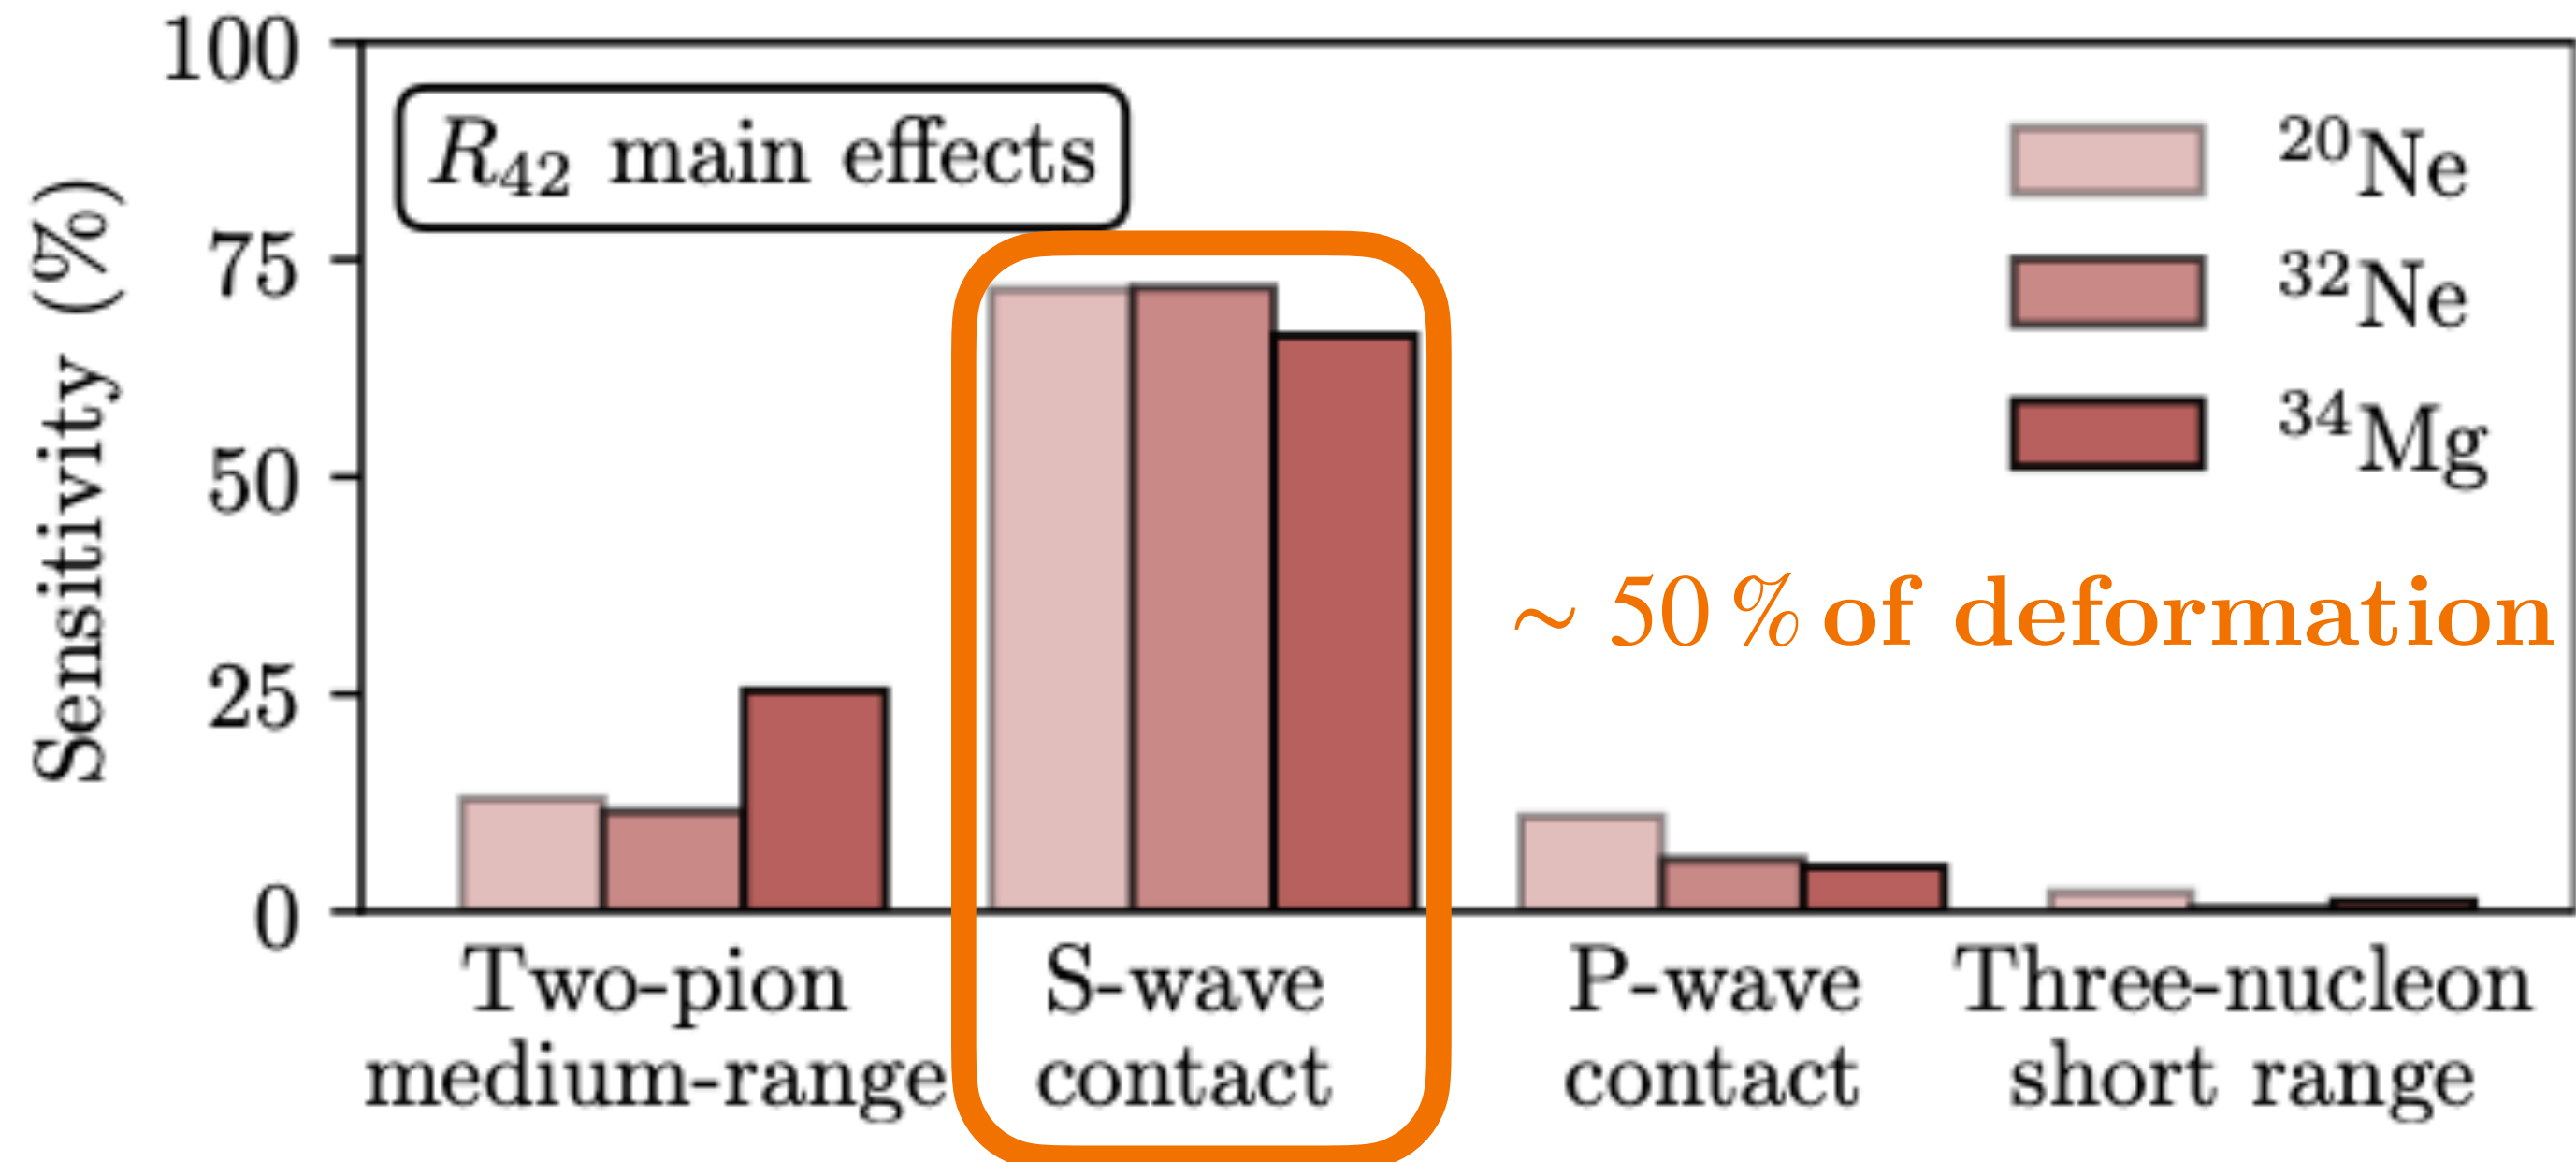 100
75
50
25
0
Sensitivity (%)
R₄₂ main effects
²⁰Ne
³²Ne
³⁴Mg
~ 50 % of deformation
Two-pion
medium-range
S-wave
contact
P-wave
contact
Three-nucleon
short range